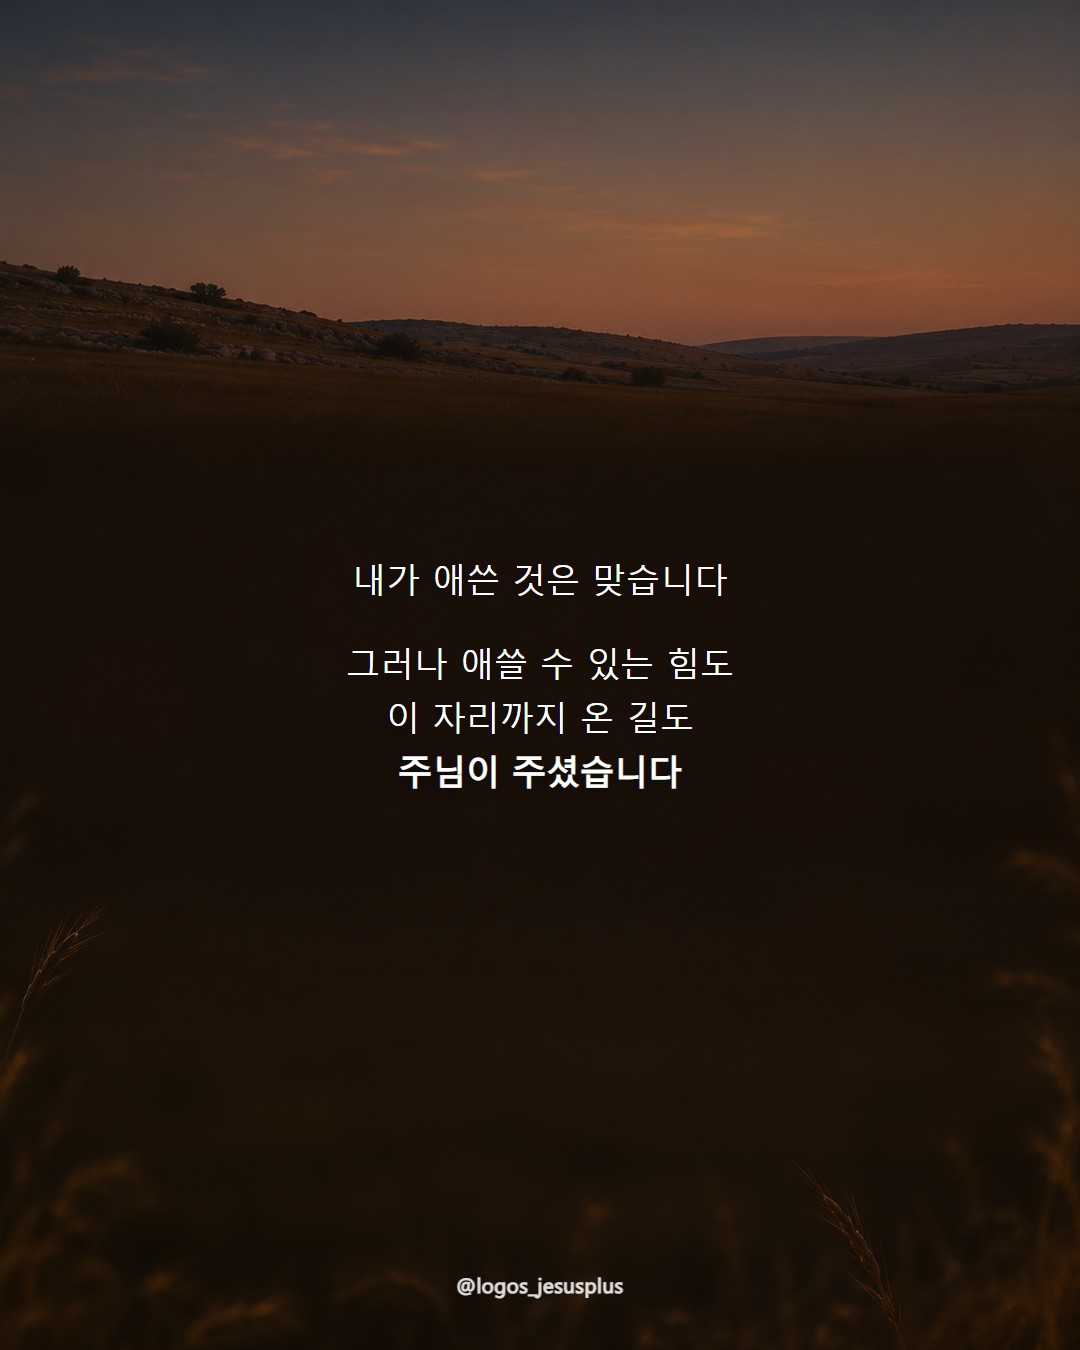 내가 애쓴 것은 맞습니다
그러나 애쓸 수 있는 힘도
이 자리까지 온 길도
주님이 주셨습니다
@logos_jesusplus